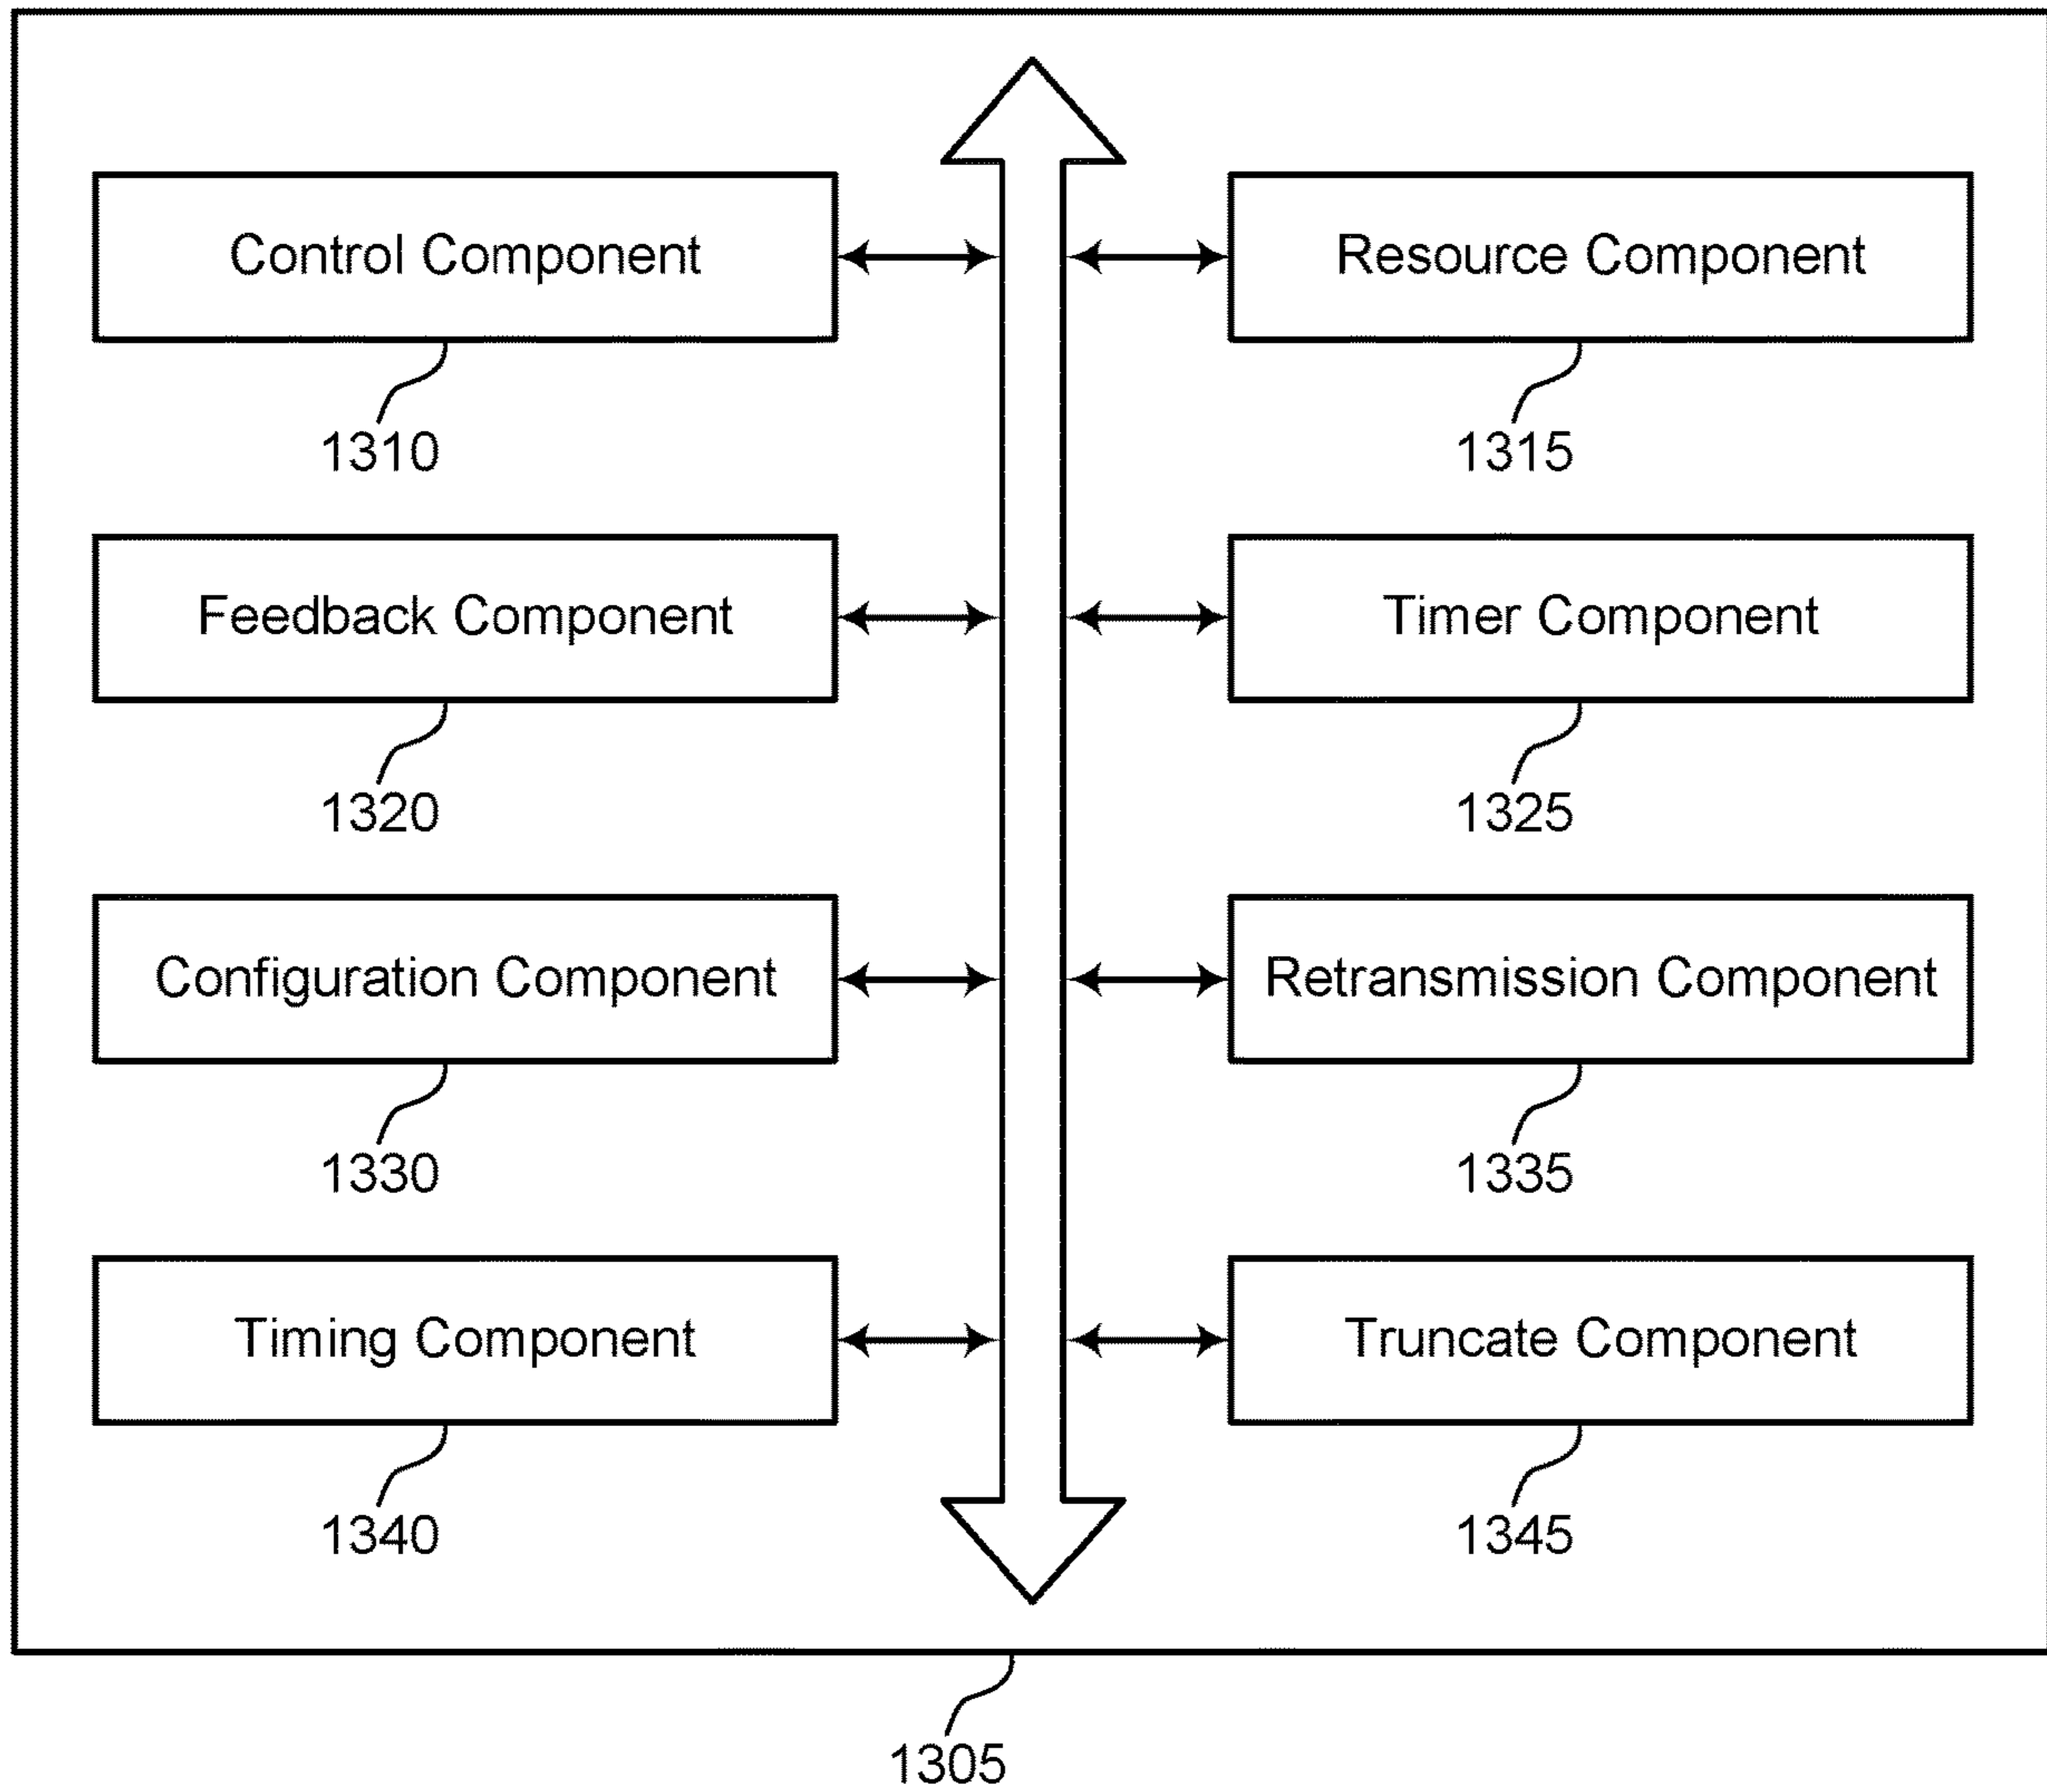 Control Component
Resource Component
1310
1315
Feedback Component
Timer Component
1320
1325
Configuration Component
Retransmission Component
1330
1335
Timing Component
Truncate Component
1340
1345
1305